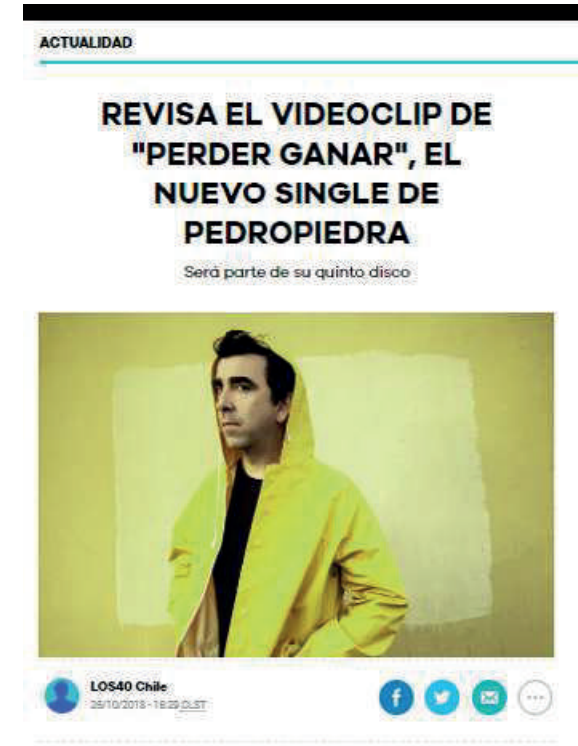 ACTUALIDAD
REVISA EL VIDEOCLIP DE
"PERDER GANAR", EL
NUEVO SINGLE DE
PEDROPIEDRA
Será parte de su quinto disco
LOS40 Chile
CLST